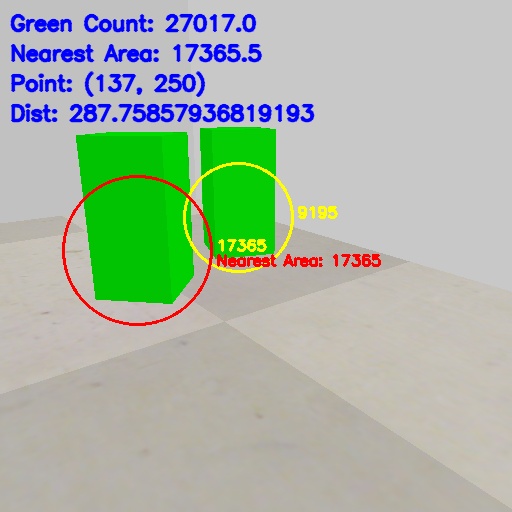 Green Count: 27017.0
Nearest Area: 17365.5
Point: (137, 250)
Dist: 287.75857936819193
9195
17365
Nearest Area: 17365